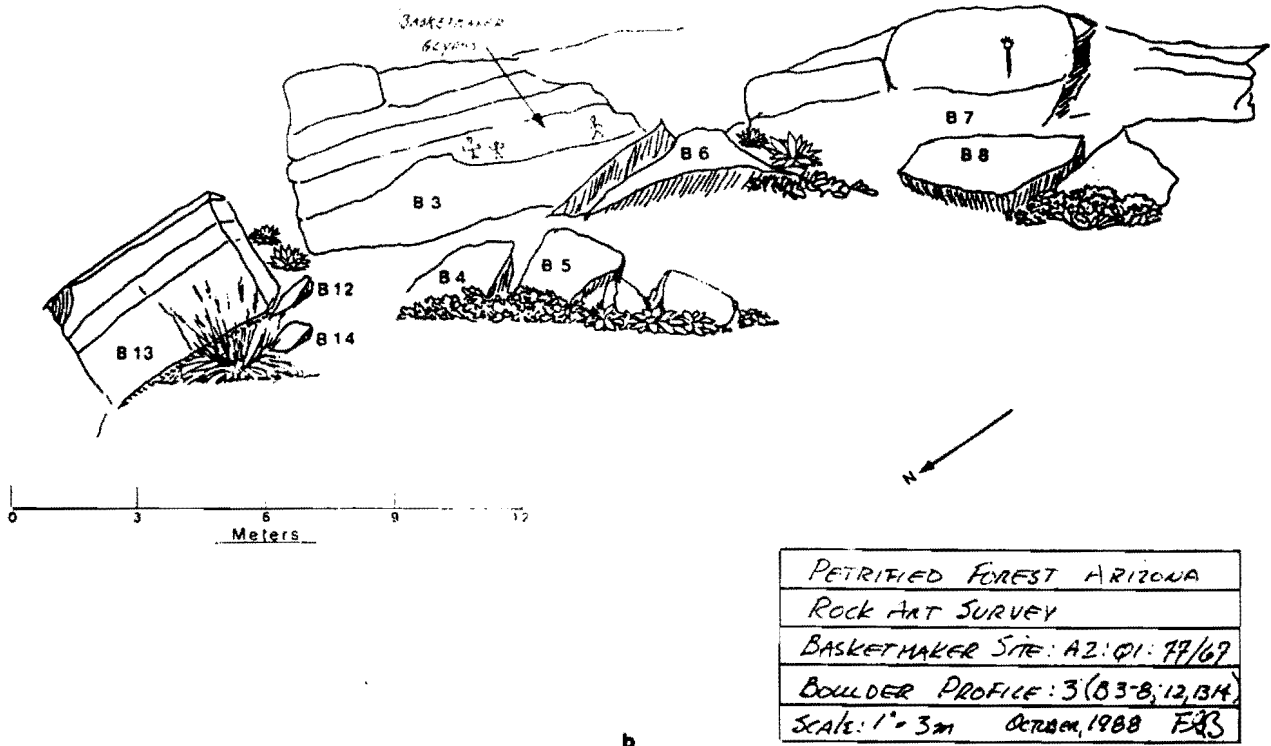 BASKETMAKER
GLYPHS
B 7
B 6
B 8
B 3
B 4
B 5
B 12
B 14
B 13
N
0 3 6 9 12
Meters
PETRIFIED FOREST ARIZONA
ROCK ART SURVEY
BASKETMAKER SITE: AZ:Q1: 77/67
BOULDER PROFILE: 3 (B3-8, 12, 13, 14)
SCALE: 1" = 3m OCTOBER, 1988
b